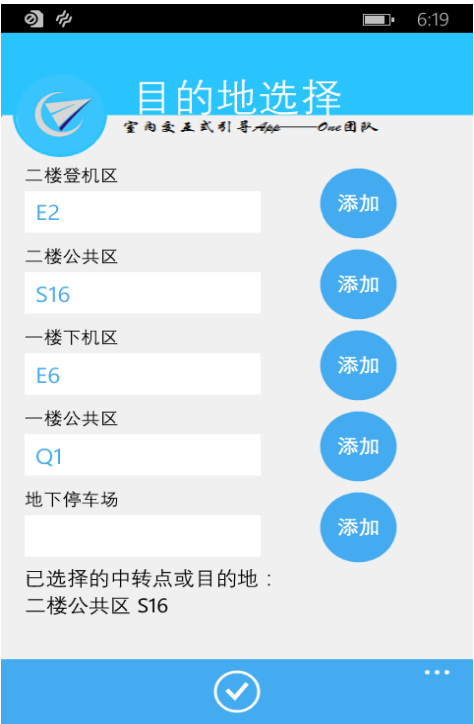 6:19
目的地选择
室内交互式引导App——One团队
二楼登机区
E2
添加
二楼公共区
S16
添加
一楼下机区
E6
添加
一楼公共区
Q1
添加
地下停车场
添加
已选择的中转点或目的地：
二楼公共区 S16